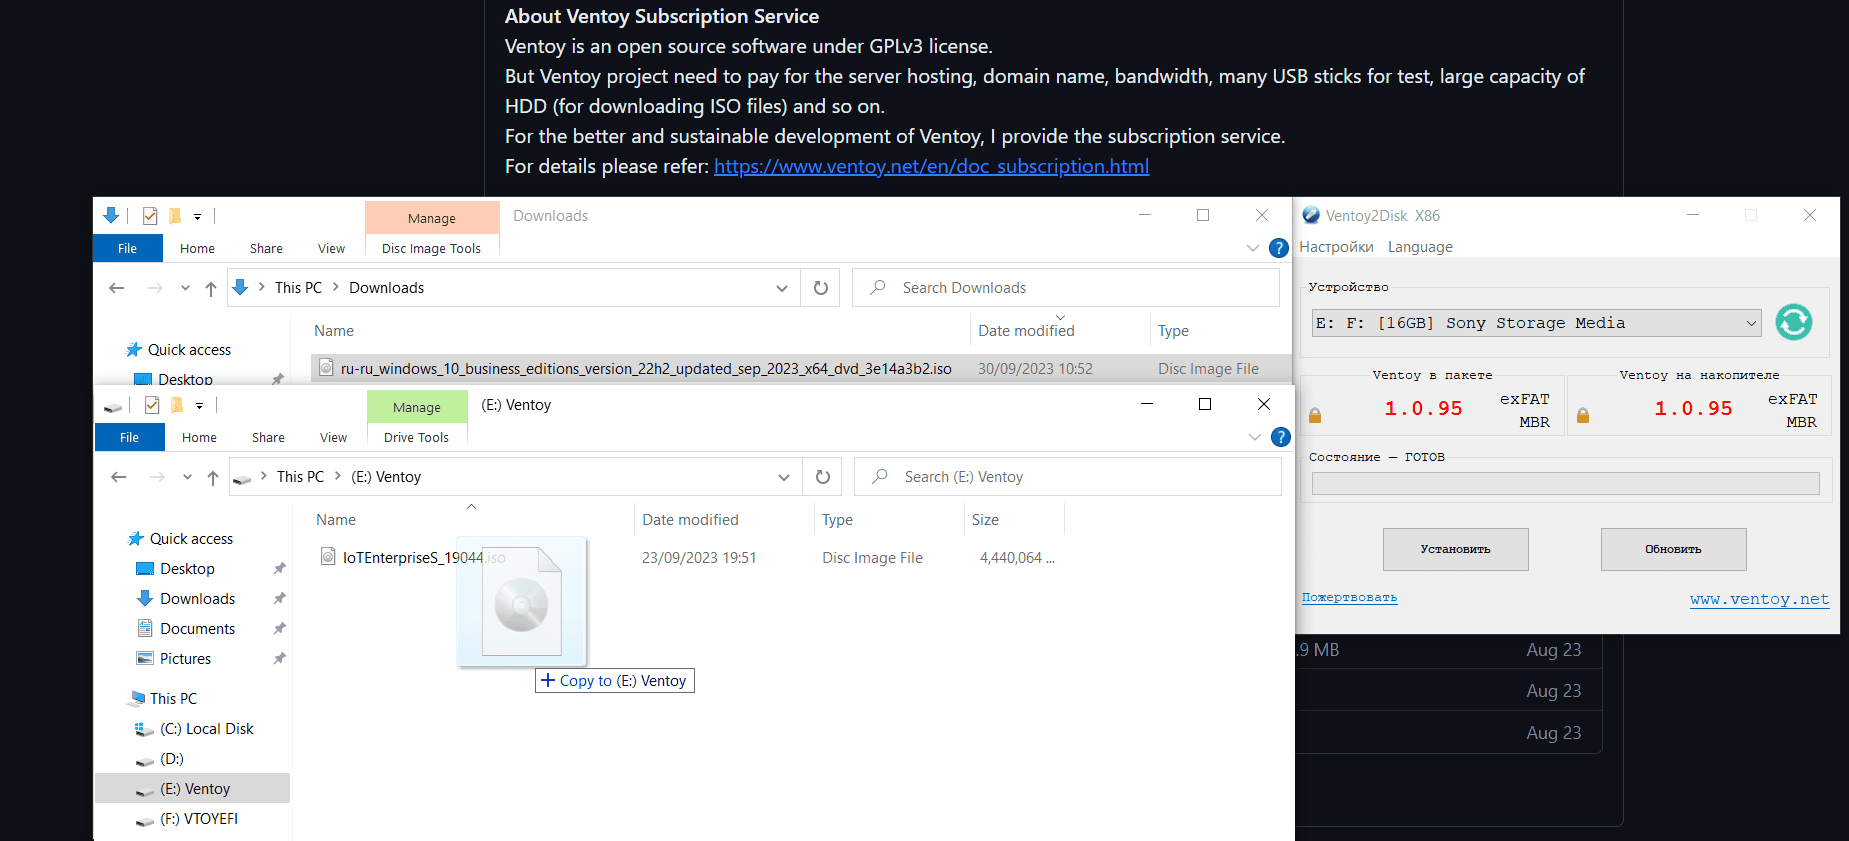 About Ventoy Subscription Service
Ventoy is an open source software under GPLv3 license.
But Ventoy project need to pay for the server hosting, domain name, bandwidth, many USB sticks for test, large capacity of
HDD (for downloading ISO files) and so on.
For the better and sustainable development of Ventoy, I provide the subscription service.
For details please refer: https://www.ventoy.net/en/doc_subscription.html
Manage
Downloads
File Home Share View Disc Image Tools
This PC Downloads
Search Downloads
Name Date modified Type
Quick access
ru-ru_windows_10_business_editions_version_22h2_updated_sep_2023_x64_dvd_3e14a3b2.iso 30/09/2023 10:52 Disc Image File
Desktop
Manage
(E:) Ventoy
File Home Share View Drive Tools
This PC (E:) Ventoy
Search (E:) Ventoy
Name Date modified Type Size
IoTEnterpriseS_19044.iso 23/09/2023 19:51 Disc Image File 4,440,064 ...
Copy to (E:) Ventoy
Quick access
Desktop
Downloads
Documents
Pictures
This PC
(C:) Local Disk
(D:)
(E:) Ventoy
(F:) VTOYEFI
Ventoy2Disk X86
Настройки Language
Устройство
E: F: [16GB] Sony Storage Media
Ventoy в пакете
1.0.95
exFAT
MBR
Ventoy на накопителе
1.0.95
exFAT
MBR
Состояние – ГОТОВ
Установить
Обновить
Пожертвовать
www.ventoy.net
.9 MB Aug 23
Aug 23
Aug 23